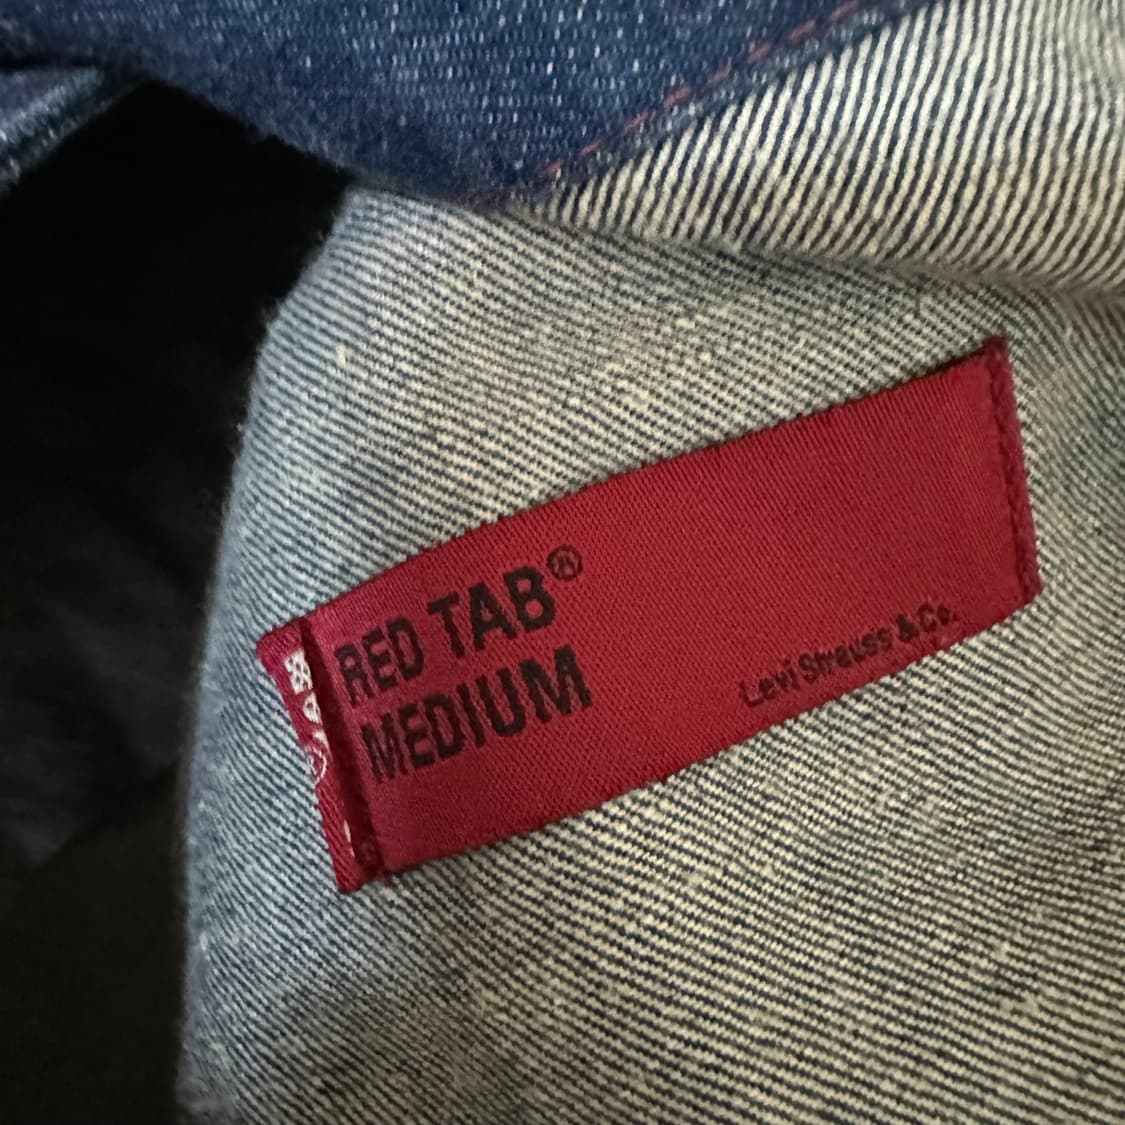 RED TAB®
MEDIUM
Levi Strauss & Co.